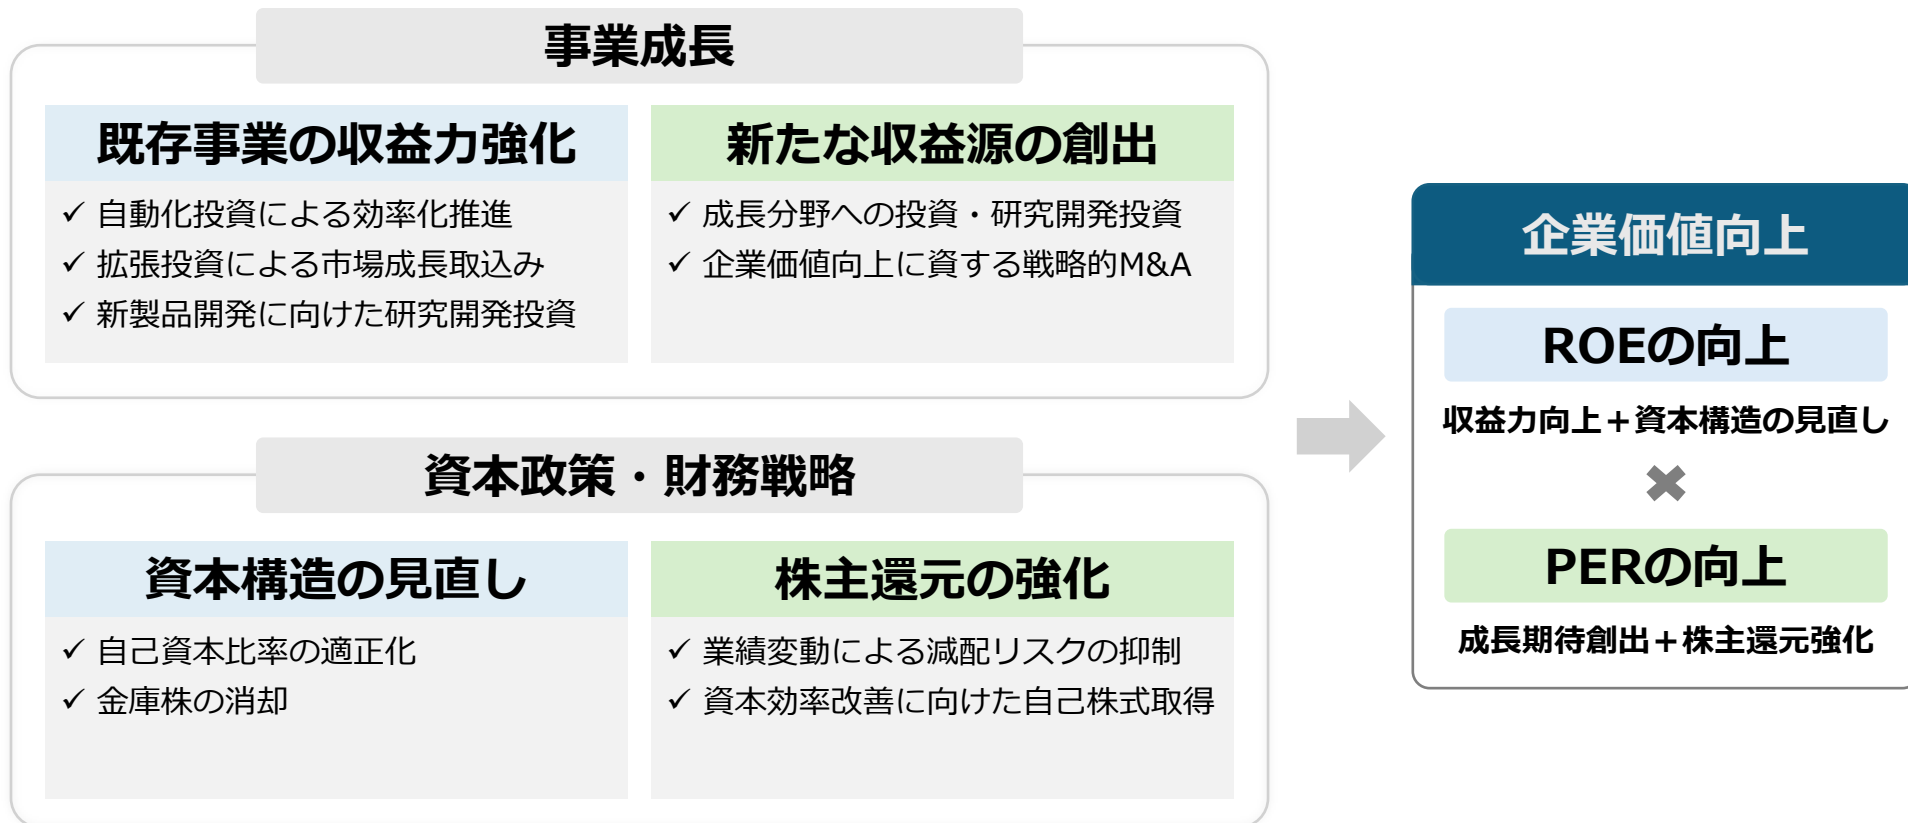 事業成長
既存事業の収益力強化
✓ 自動化投資による効率化推進
✓ 拡張投資による市場成長取込み
✓ 新製品開発に向けた研究開発投資
新たな収益源の創出
✓ 成長分野への投資・研究開発投資
✓ 企業価値向上に資する戦略的M&A
資本政策・財務戦略
資本構造の見直し
✓ 自己資本比率の適正化
✓ 金庫株の消却
株主還元の強化
✓ 業績変動による減配リスクの抑制
✓ 資本効率改善に向けた自己株式取得
企業価値向上
ROEの向上
収益力向上+資本構造の見直し
✖
PERの向上
成長期待創出+株主還元強化